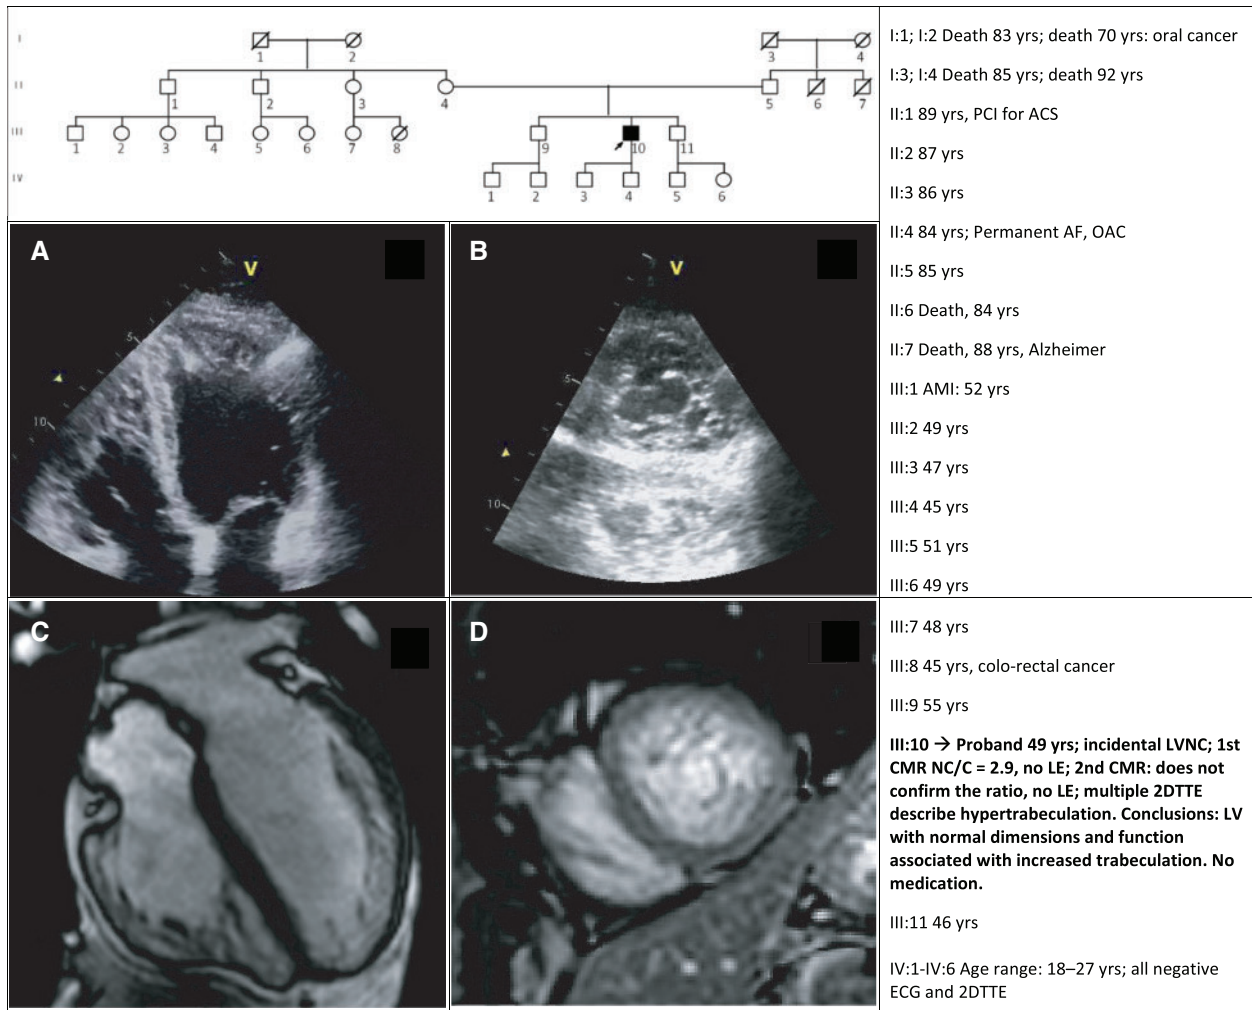 I
1
2
3
4
II
1
2
3
4
5
6
7
III
1
2
3
4
5
6
7
8
9
10
11
IV
1
2
3
4
5
6
A
V
5
10
B
V
5
10
C
D
I:1; I:2 Death 83 yrs; death 70 yrs: oral cancer
I:3; I:4 Death 85 yrs; death 92 yrs
II:1 89 yrs, PCI for ACS
II:2 87 yrs
II:3 86 yrs
II:4 84 yrs; Permanent AF, OAC
II:5 85 yrs
II:6 Death, 84 yrs
II:7 Death, 88 yrs, Alzheimer
III:1 AMI: 52 yrs
III:2 49 yrs
III:3 47 yrs
III:4 45 yrs
III:5 51 yrs
III:6 49 yrs
III:7 48 yrs
III:8 45 yrs, colo-rectal cancer
III:9 55 yrs
III:10 → Proband 49 yrs; incidental LVNC; 1st
CMR NC/C = 2.9, no LE; 2nd CMR: does not
confirm the ratio, no LE; multiple 2DTTE
describe hypertrabeculation. Conclusions: LV
with normal dimensions and function
associated with increased trabeculation. No
medication.
III:11 46 yrs
IV:1-IV:6 Age range: 18–27 yrs; all negative
ECG and 2DTTE